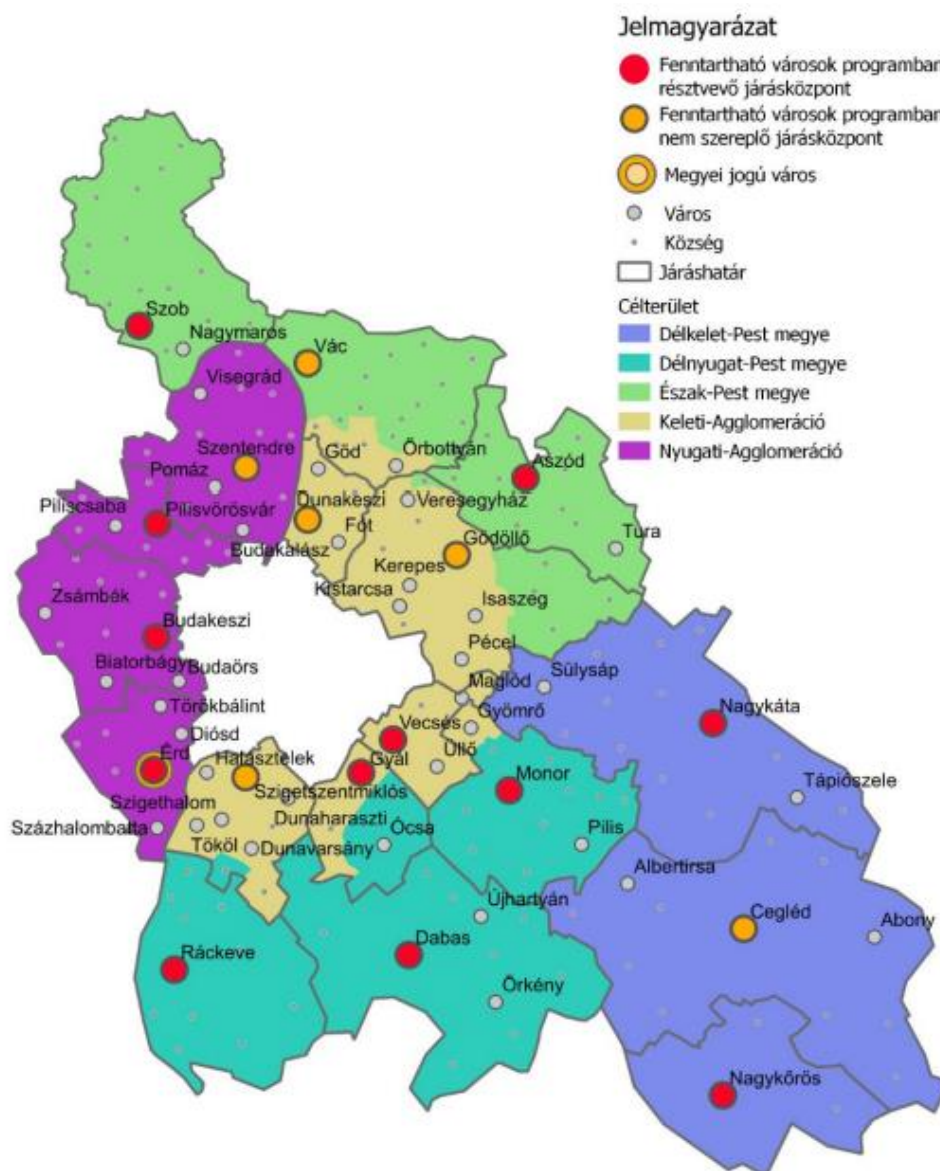 Jelmagyarázat
Fenntartható városok programban
résztvevő járásközpont
Fenntartható városok programban
nem szereplő járásközpont
Megyei jogú város
Város
Község
Járáshatár
Célterület
Délkelet-Pest megye
Délnyugat-Pest megye
Észak-Pest megye
Keleti-Agglomeráció
Nyugati-Agglomeráció
Szob
Nagymaros
Vác
Visegrád
Szentendre
Göd
Őrbottyán
Aszód
Pomáz
Piliscsaba
Pilisvörösvár
Dunakeszi
Veresegyház
Budakalász
Fót
Gödöllő
Tura
Kerepes
Kistarcsa
Zsámbék
Isaszeg
Budakeszi
Pécel
Biatorbágy
Budaörs
Sülysáp
Maglód
Törökbálint
Gyömrő
Nagykáta
Diósd
Vecsés
Érd
Halásztelek
Gyál
Üllő
Monor
Tápiószele
Szigethalom
Szigetszentmiklós
Százhalombatta
Dunaharaszti
Ócsa
Pilis
Tököl
Dunavarsány
Albertirsa
Újhartyán
Cegléd
Abony
Ráckeve
Dabas
Örkény
Nagykőrös